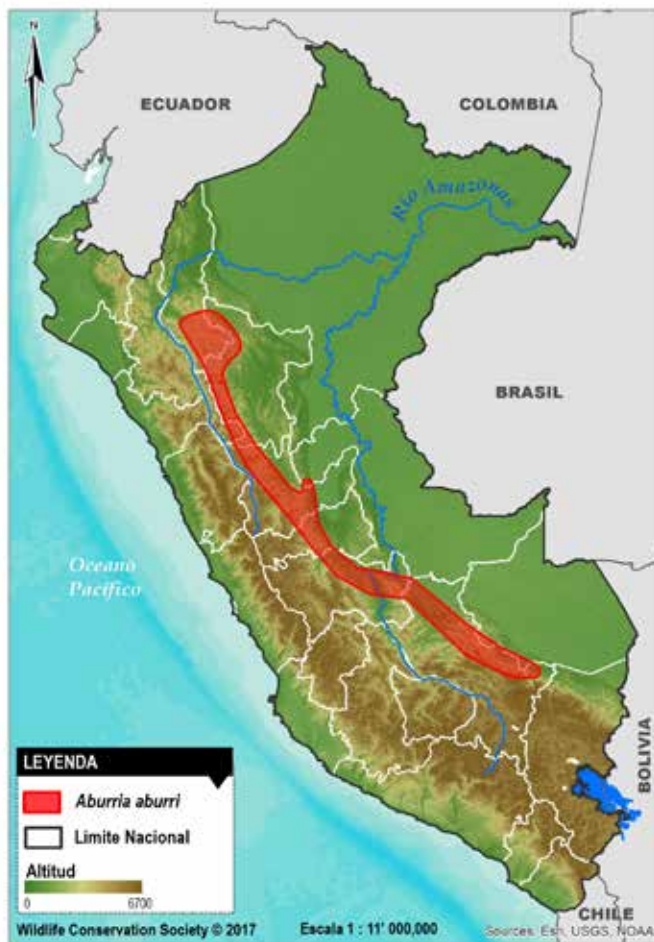 N
ECUADOR
COLOMBIA
Río Amazonas
BRASIL
Oceano
Pacífico
BOLIVIA
LEYENDA
Aburria aburri
Limite Nacional
Altitud
0 6700
CHILE
Wildlife Conservation Society © 2017 Escala 1 : 11' 000,000 Sources: Esri, USGS, NOAA